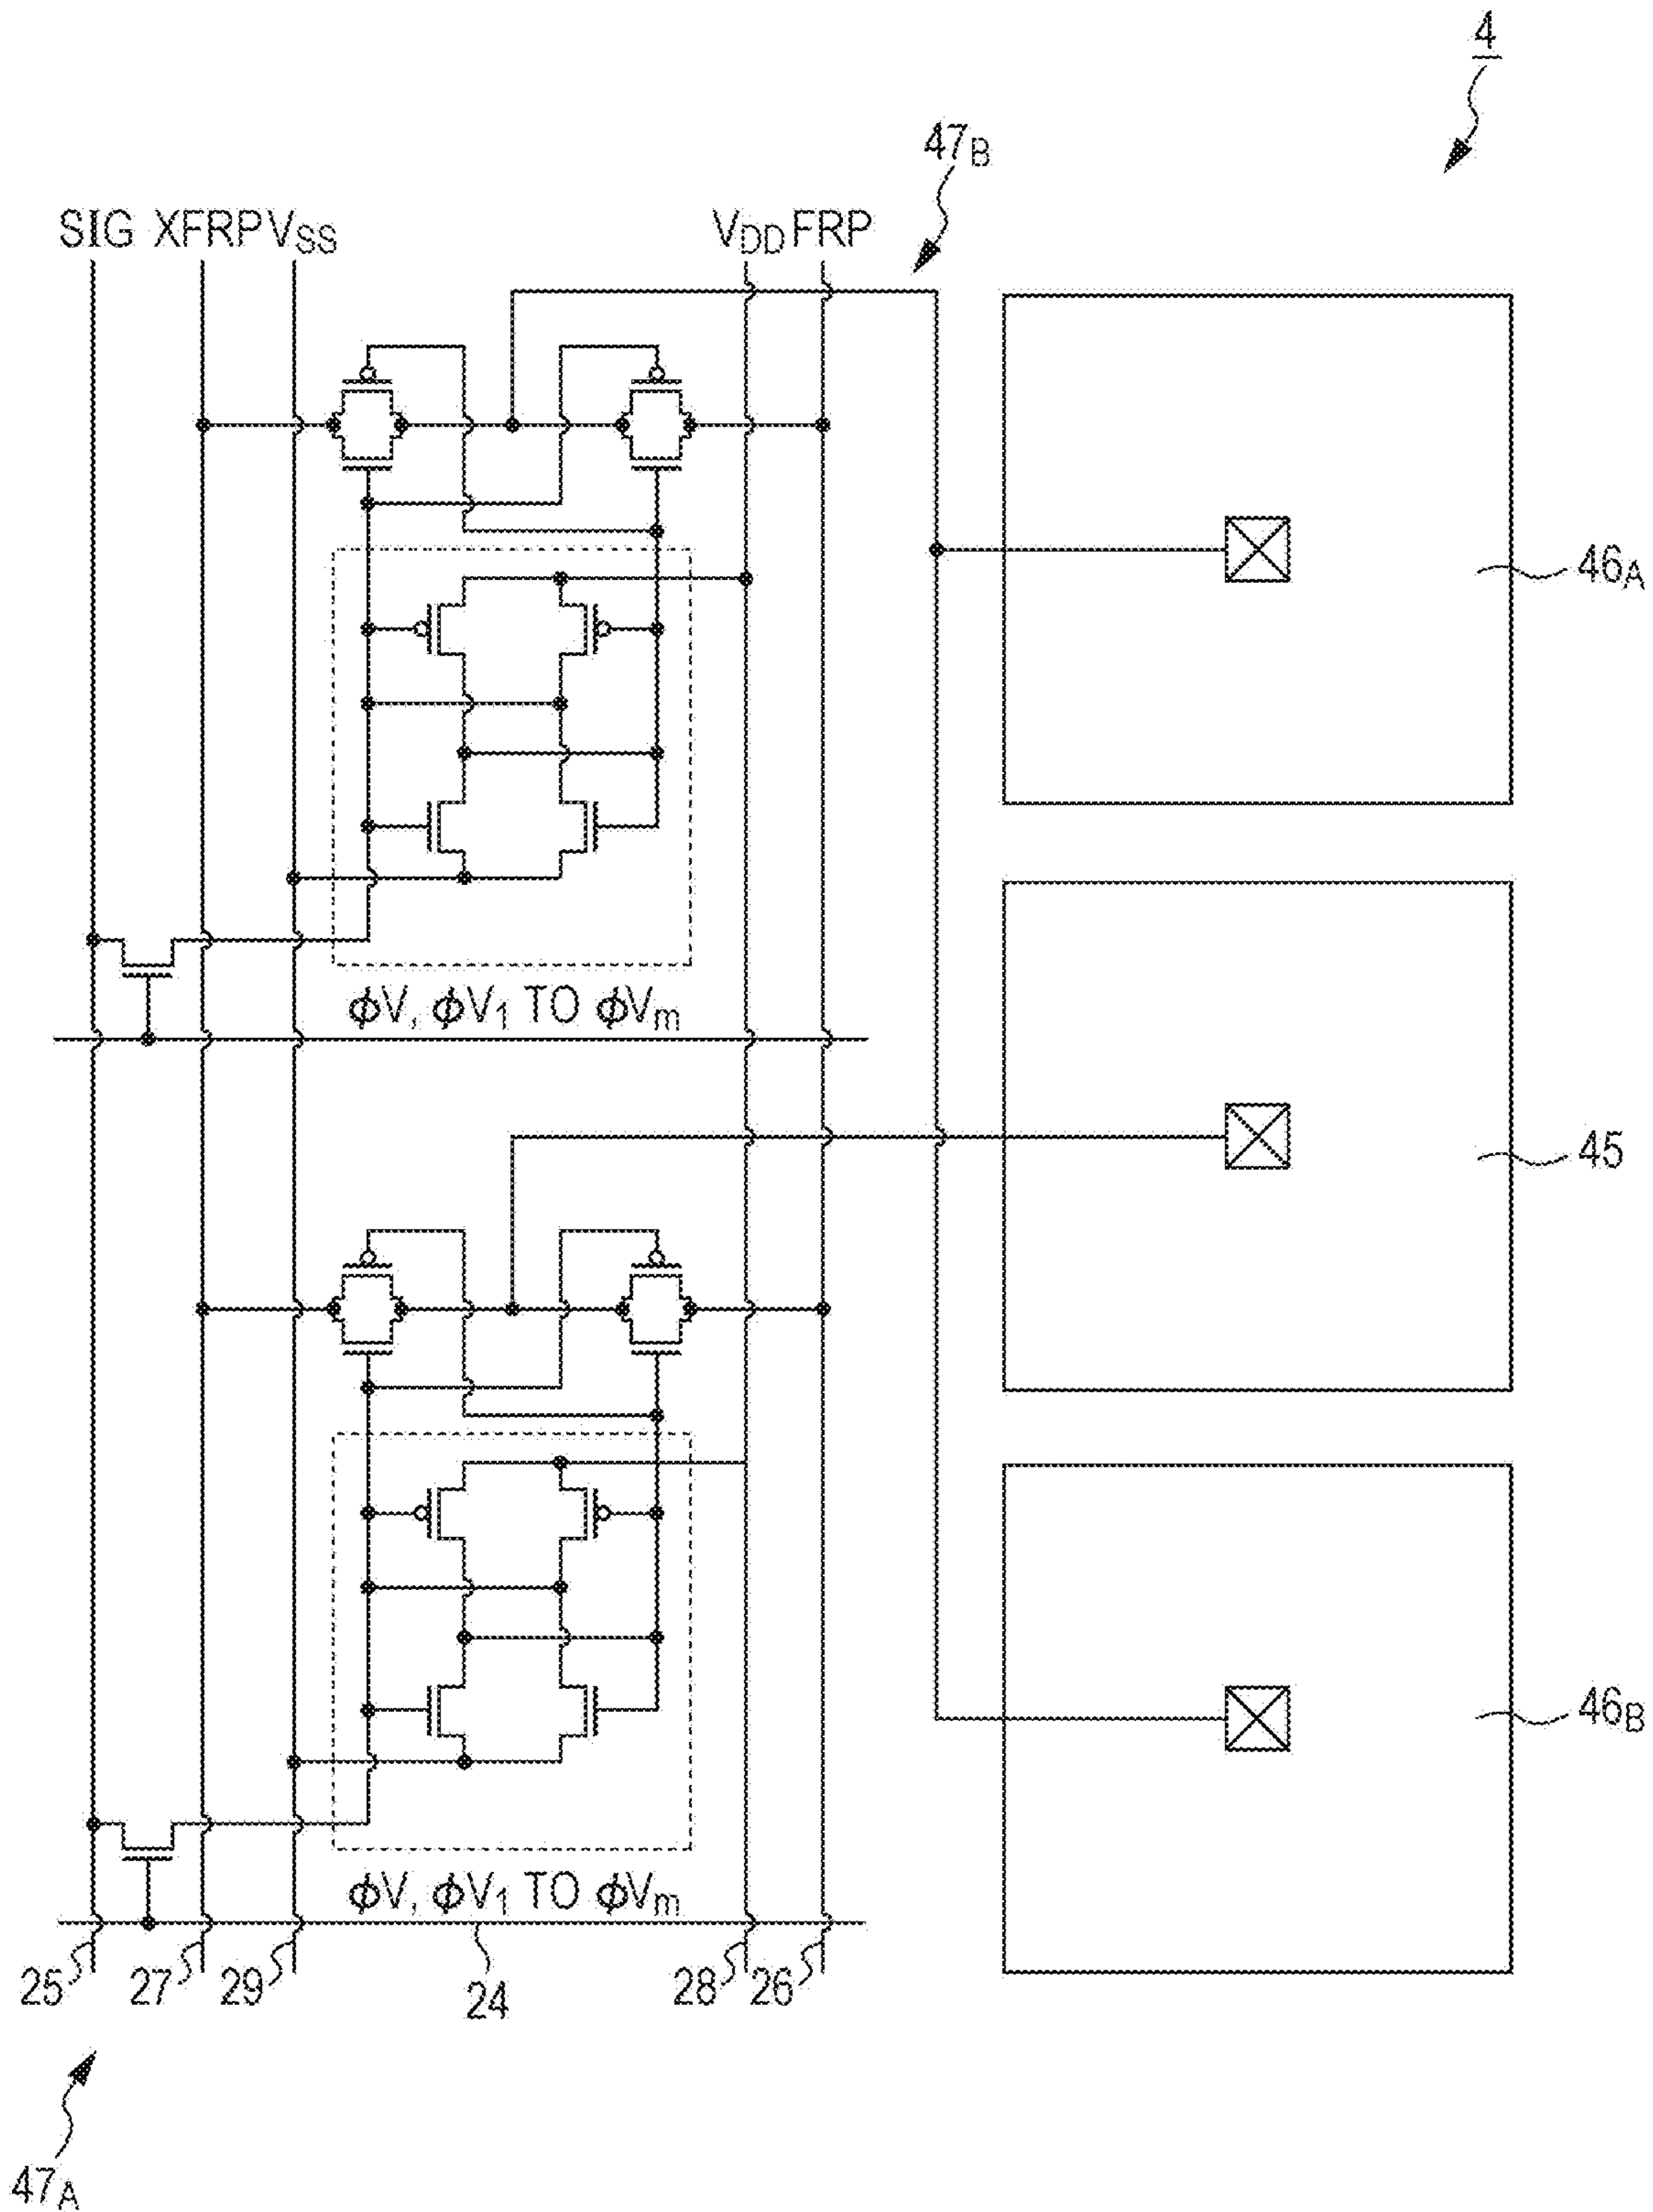 4
47B
SIG XFRP VSS VDD FRP
46A
ϕV, ϕV1 TO ϕVm
45
46B
ϕV, ϕV1 TO ϕVm
25 27 29 24 28 26
47A